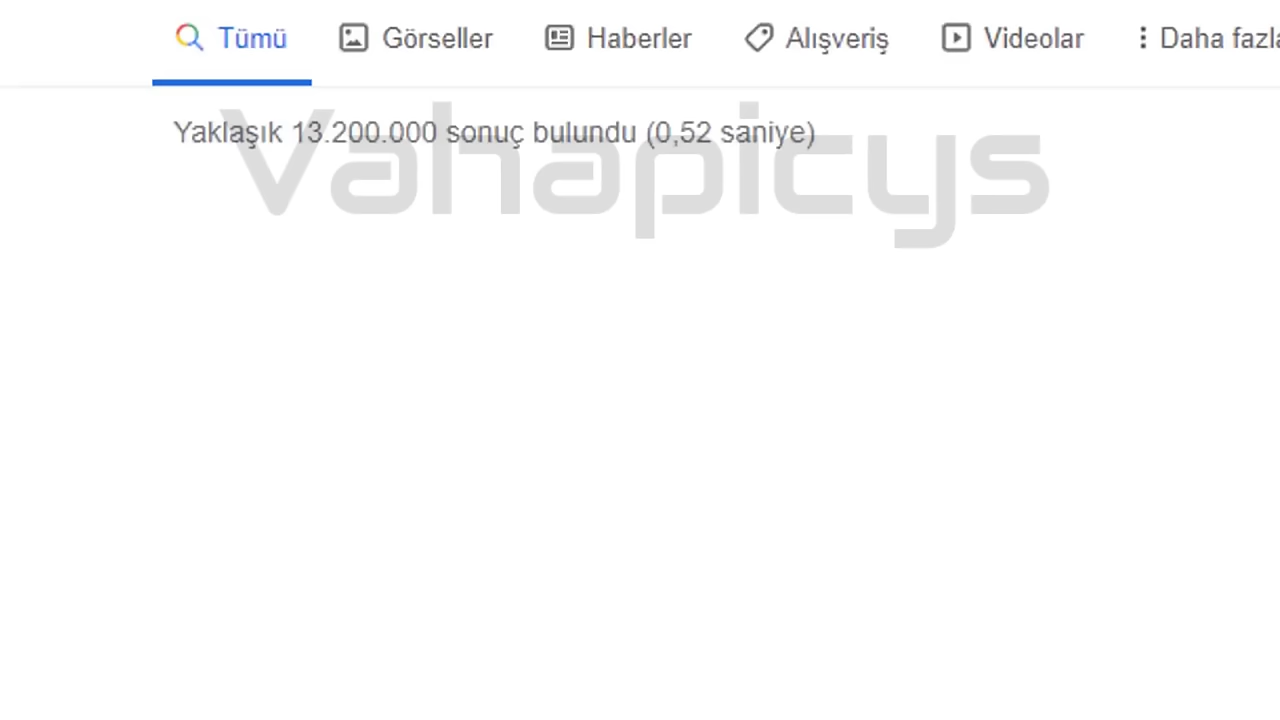 Tümü Görseller Haberler Alışveriş Videolar Daha fazla
Yaklaşık 13.200.000 sonuç bulundu (0,52 saniye)
Vahapicys